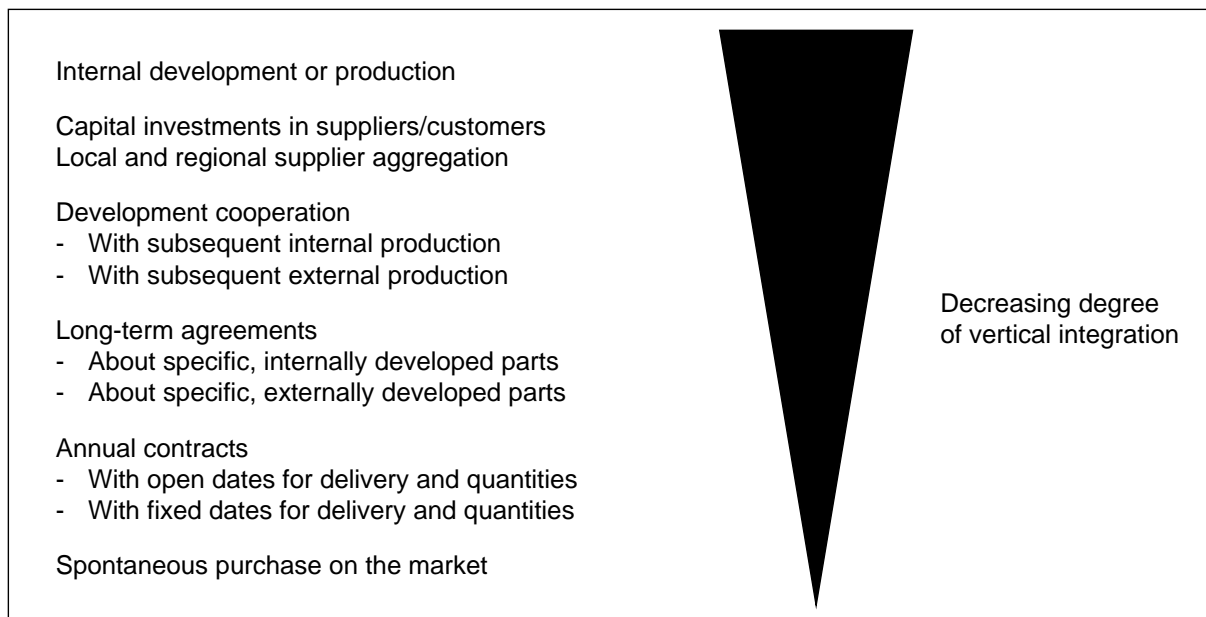 Internal development or production
Capital investments in suppliers/customers
Local and regional supplier aggregation
Development cooperation
- With subsequent internal production
- With subsequent external production
Long-term agreements
- About specific, internally developed parts
- About specific, externally developed parts
Annual contracts
- With open dates for delivery and quantities
- With fixed dates for delivery and quantities
Spontaneous purchase on the market
Decreasing degree
of vertical integration